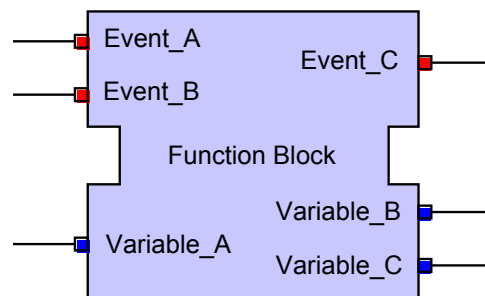 Event_A
Event_C
Event_B
Function Block
Variable_B
Variable_A
Variable_C